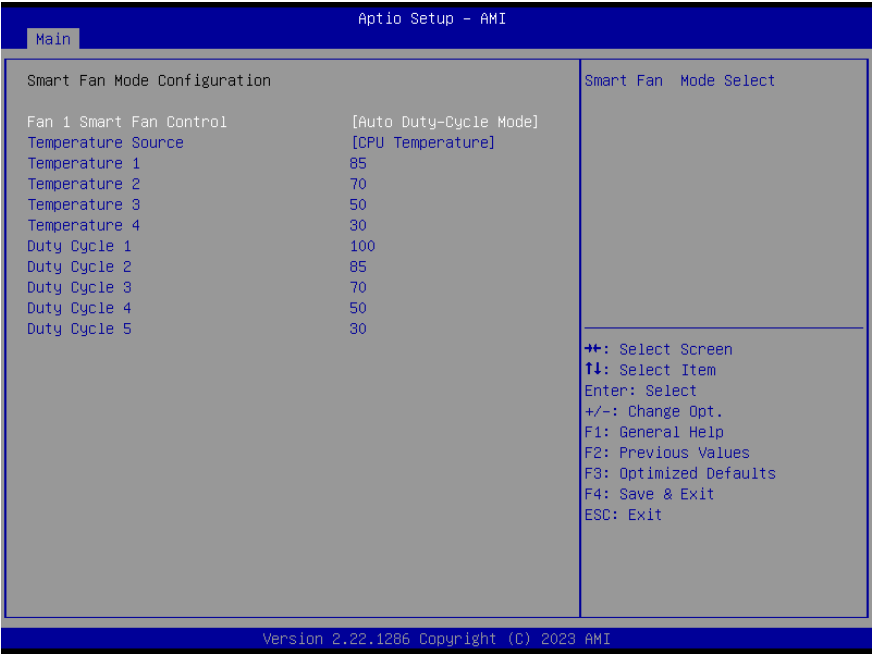 Aptio Setup – AMI
Main
Smart Fan Mode Configuration
Fan 1 Smart Fan Control [Auto Duty-Cycle Mode]
Temperature Source [CPU Temperature]
Temperature 1 85
Temperature 2 70
Temperature 3 50
Temperature 4 30
Duty Cycle 1 100
Duty Cycle 2 85
Duty Cycle 3 70
Duty Cycle 4 50
Duty Cycle 5 30
Smart Fan  Mode Select
→←: Select Screen
↑↓: Select Item
Enter: Select
+/-: Change Opt.
F1: General Help
F2: Previous Values
F3: Optimized Defaults
F4: Save & Exit
ESC: Exit
Version 2.22.1286 Copyright (C) 2023 AMI